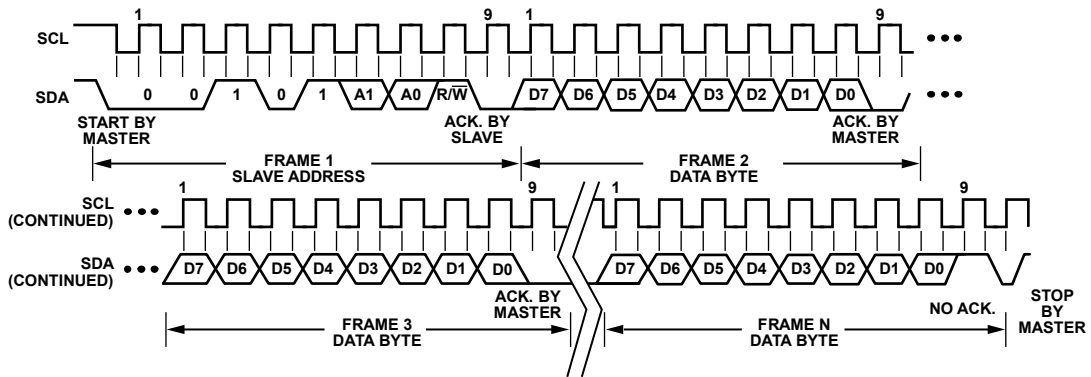 1 9 1 9
SCL
SDA 0 0 1 0 1 A1 A0 R/W̅ D7 D6 D5 D4 D3 D2 D1 D0
START BY MASTER
ACK. BY SLAVE
ACK. BY MASTER
FRAME 1
SLAVE ADDRESS
FRAME 2
DATA BYTE
1 9 1 9
SCL
(CONTINUED)
SDA
(CONTINUED)
D7 D6 D5 D4 D3 D2 D1 D0 D7 D6 D5 D4 D3 D2 D1 D0
ACK. BY
MASTER
NO ACK.
STOP
BY
MASTER
FRAME 3
DATA BYTE
FRAME N
DATA BYTE